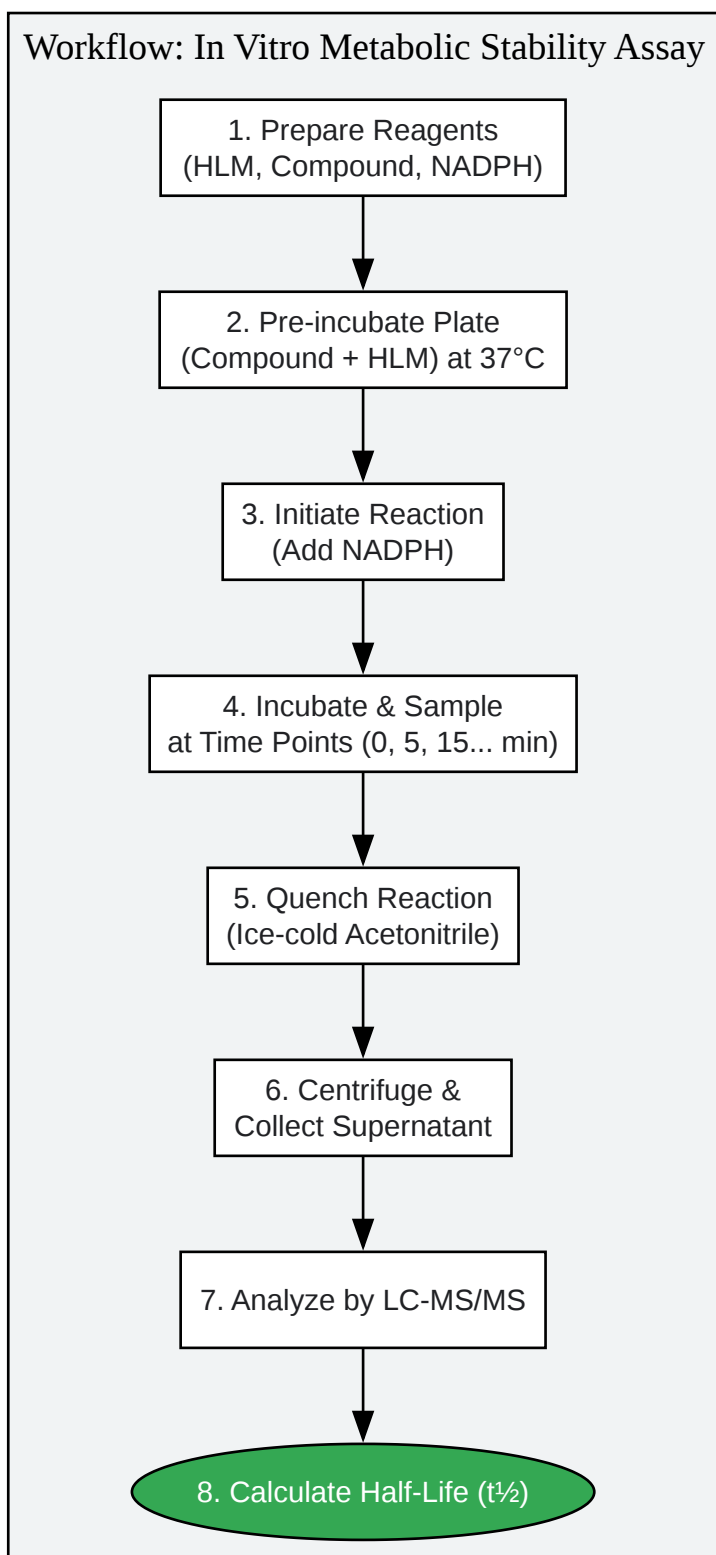 Workflow: In Vitro Metabolic Stability Assay
1. Prepare Reagents
(HLM, Compound, NADPH)
2. Pre-incubate Plate
(Compound + HLM) at 37°C
3. Initiate Reaction
(Add NADPH)
4. Incubate & Sample
at Time Points (0, 5, 15... min)
5. Quench Reaction
(Ice-cold Acetonitrile)
6. Centrifuge &
Collect Supernatant
7. Analyze by LC-MS/MS
8. Calculate Half-Life (t½)